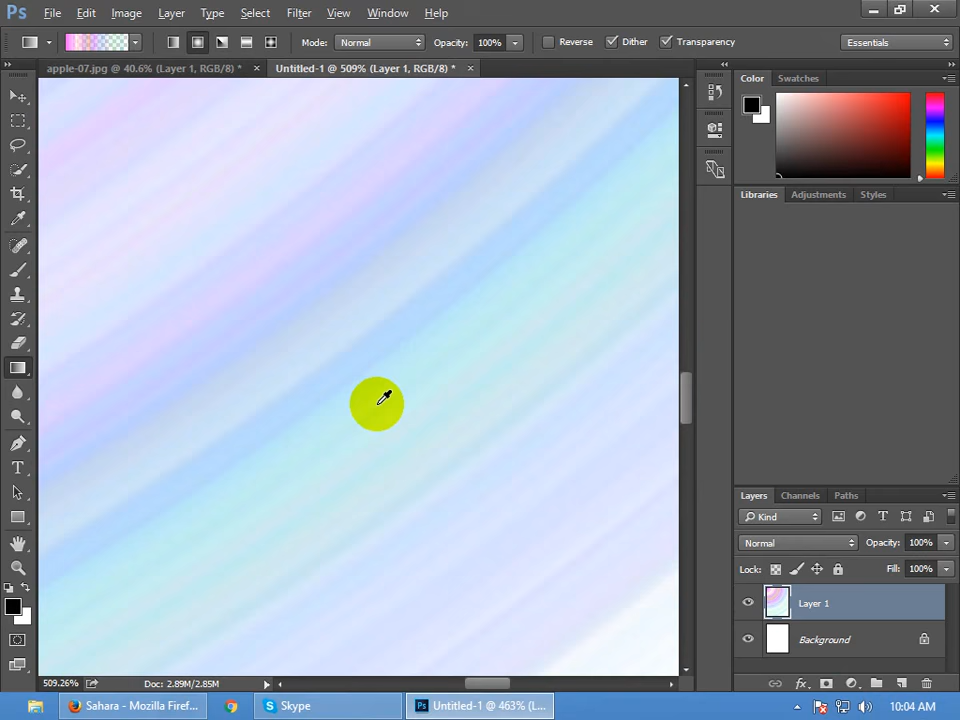 Ps File Edit Image Layer Type Select Filter 3D View Window Help
Mode: Normal Opacity: 100% Reverse Dither Transparency Essentials
apple-07.jpg @ 40.6% (Layer 1, RGB/8) * × Untitled-1 @ 509% (Layer 1, RGB/8) * ×
Color Swatches
Libraries Adjustments Styles
Layers Channels Paths
Kind
Normal Opacity: 100%
Lock: Fill: 100%
Layer 1
Background
509.26% Doc: 2.89M/2.85M
fx
Sahara - Mozilla Firef... Skype Ps Untitled-1 @ 463% (L... 10:04 AM